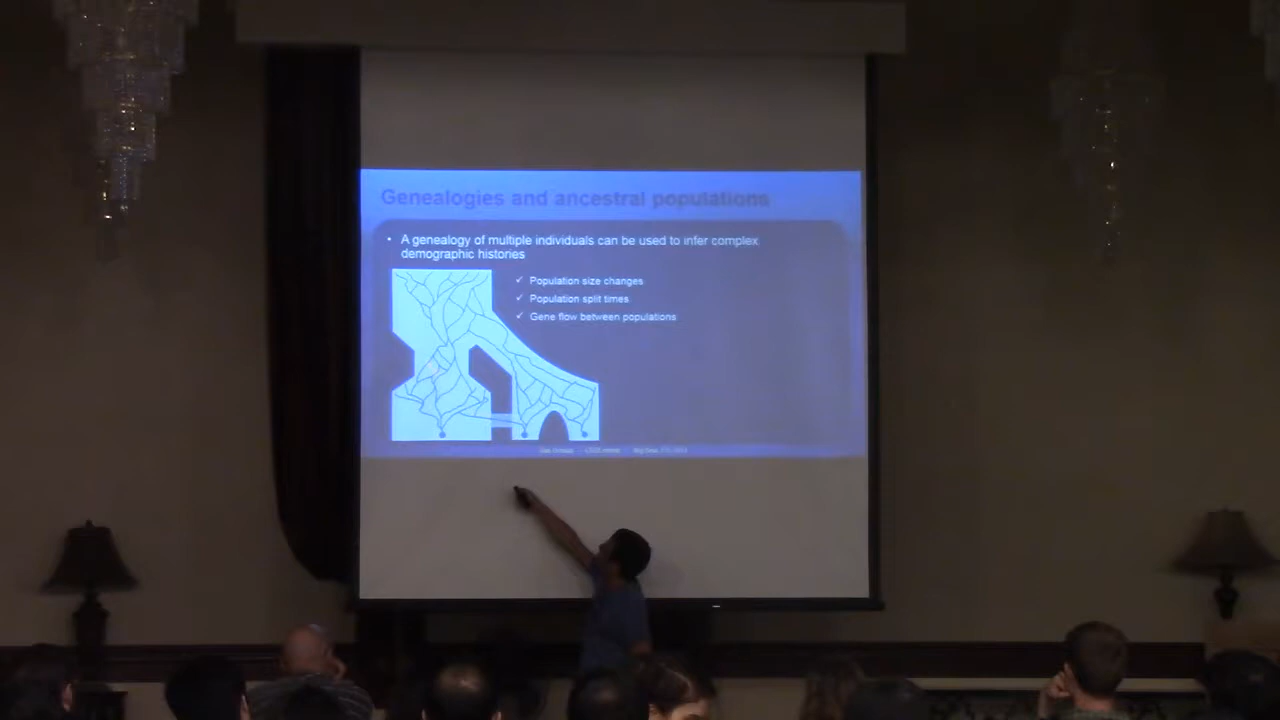 Genealogies and ancestral populations
• A genealogy of multiple individuals can be used to infer complex
demographic histories
✓ Population size changes
✓ Population split times
✓ Gene flow between populations